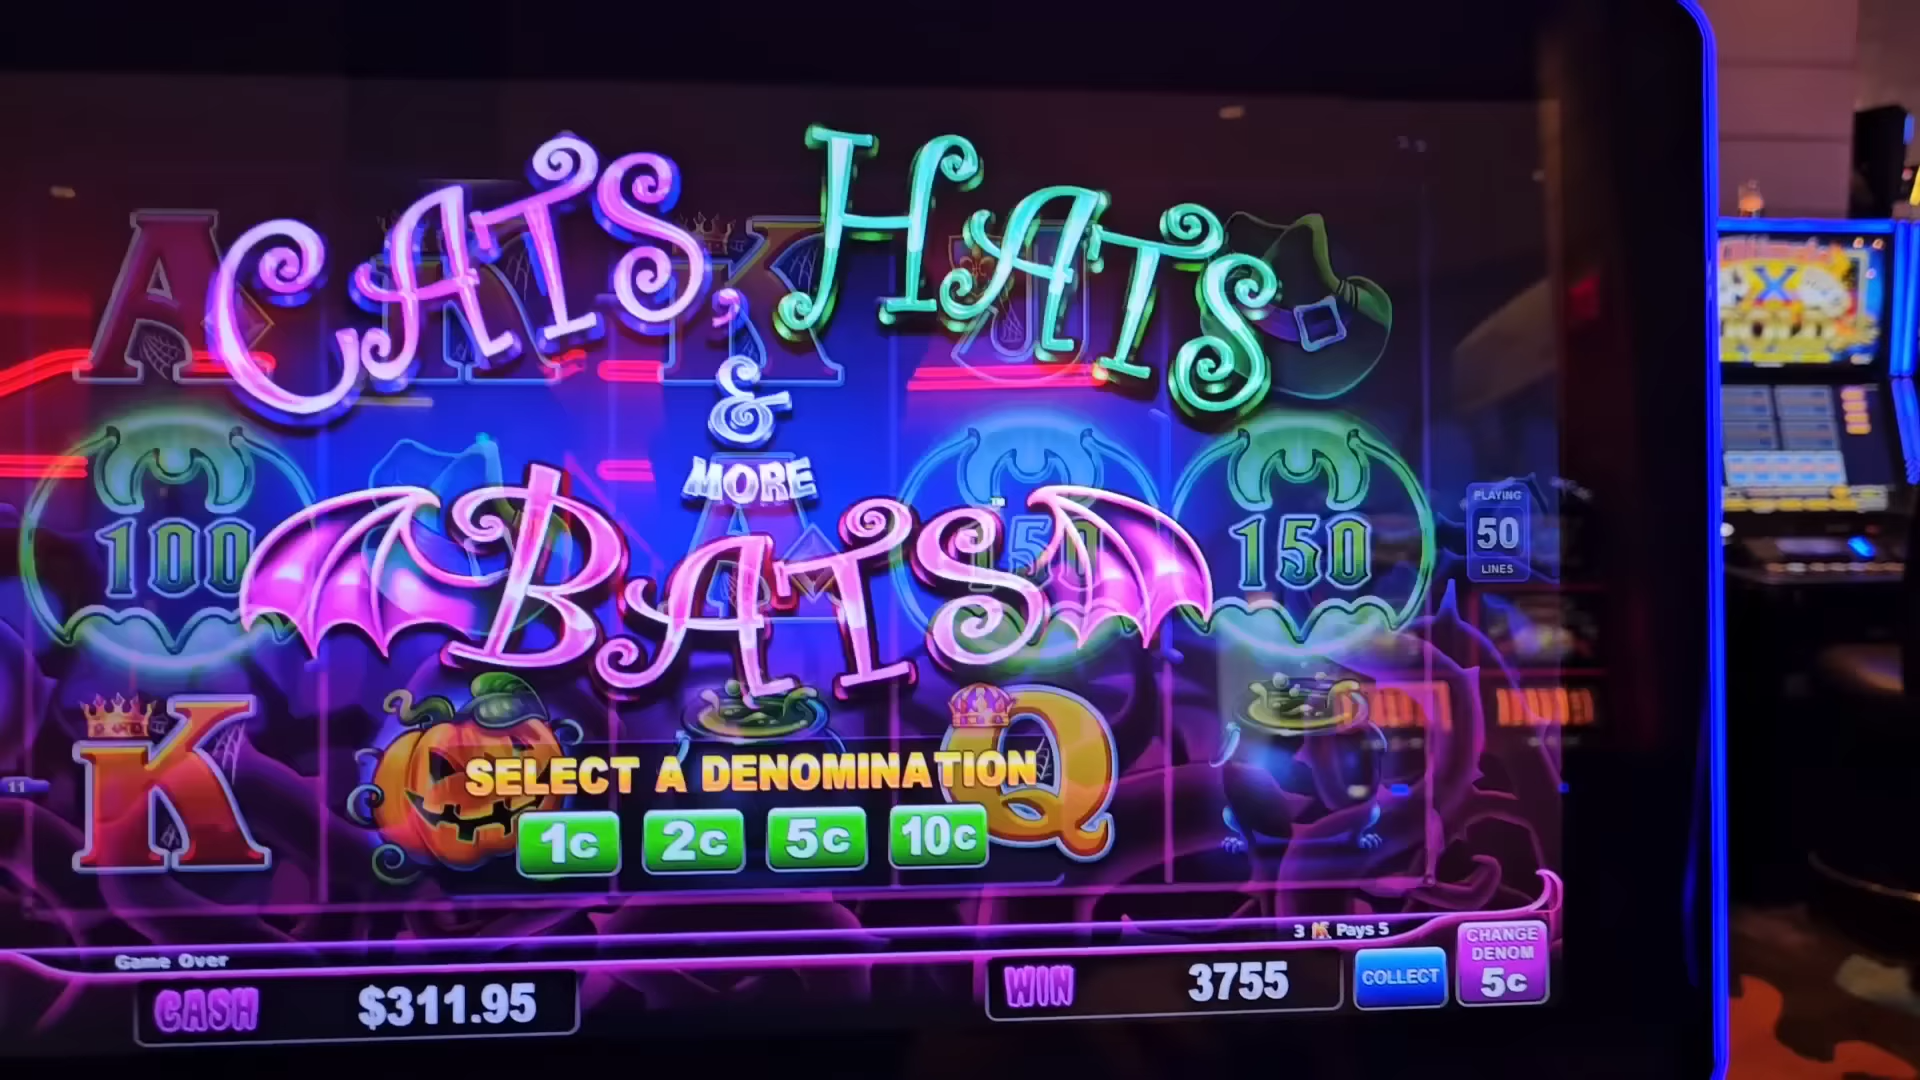 CATS, HATS
& MORE
BATS
A
K
K
J
100
A
150
150
PLAYING
50
LINES
K
Q
11
SELECT A DENOMINATION
1c 2c 5c 10c
3 K Pays 5
Game Over
CASH $311.95
WIN 3755
COLLECT
CHANGE
DENOM
5c